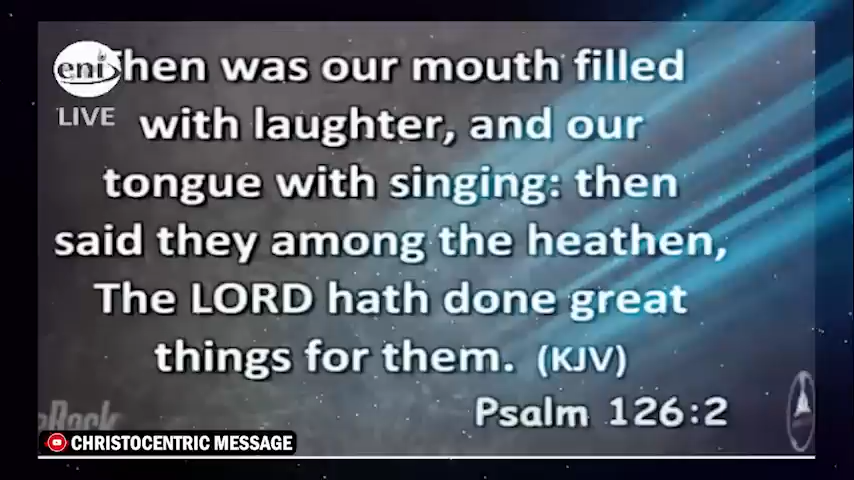 eni
LIVE
Then was our mouth filled
with laughter, and our
tongue with singing: then
said they among the heathen,
The LORD hath done great
things for them. (KJV)
Psalm 126:2
CHRISTOCENTRIC MESSAGE